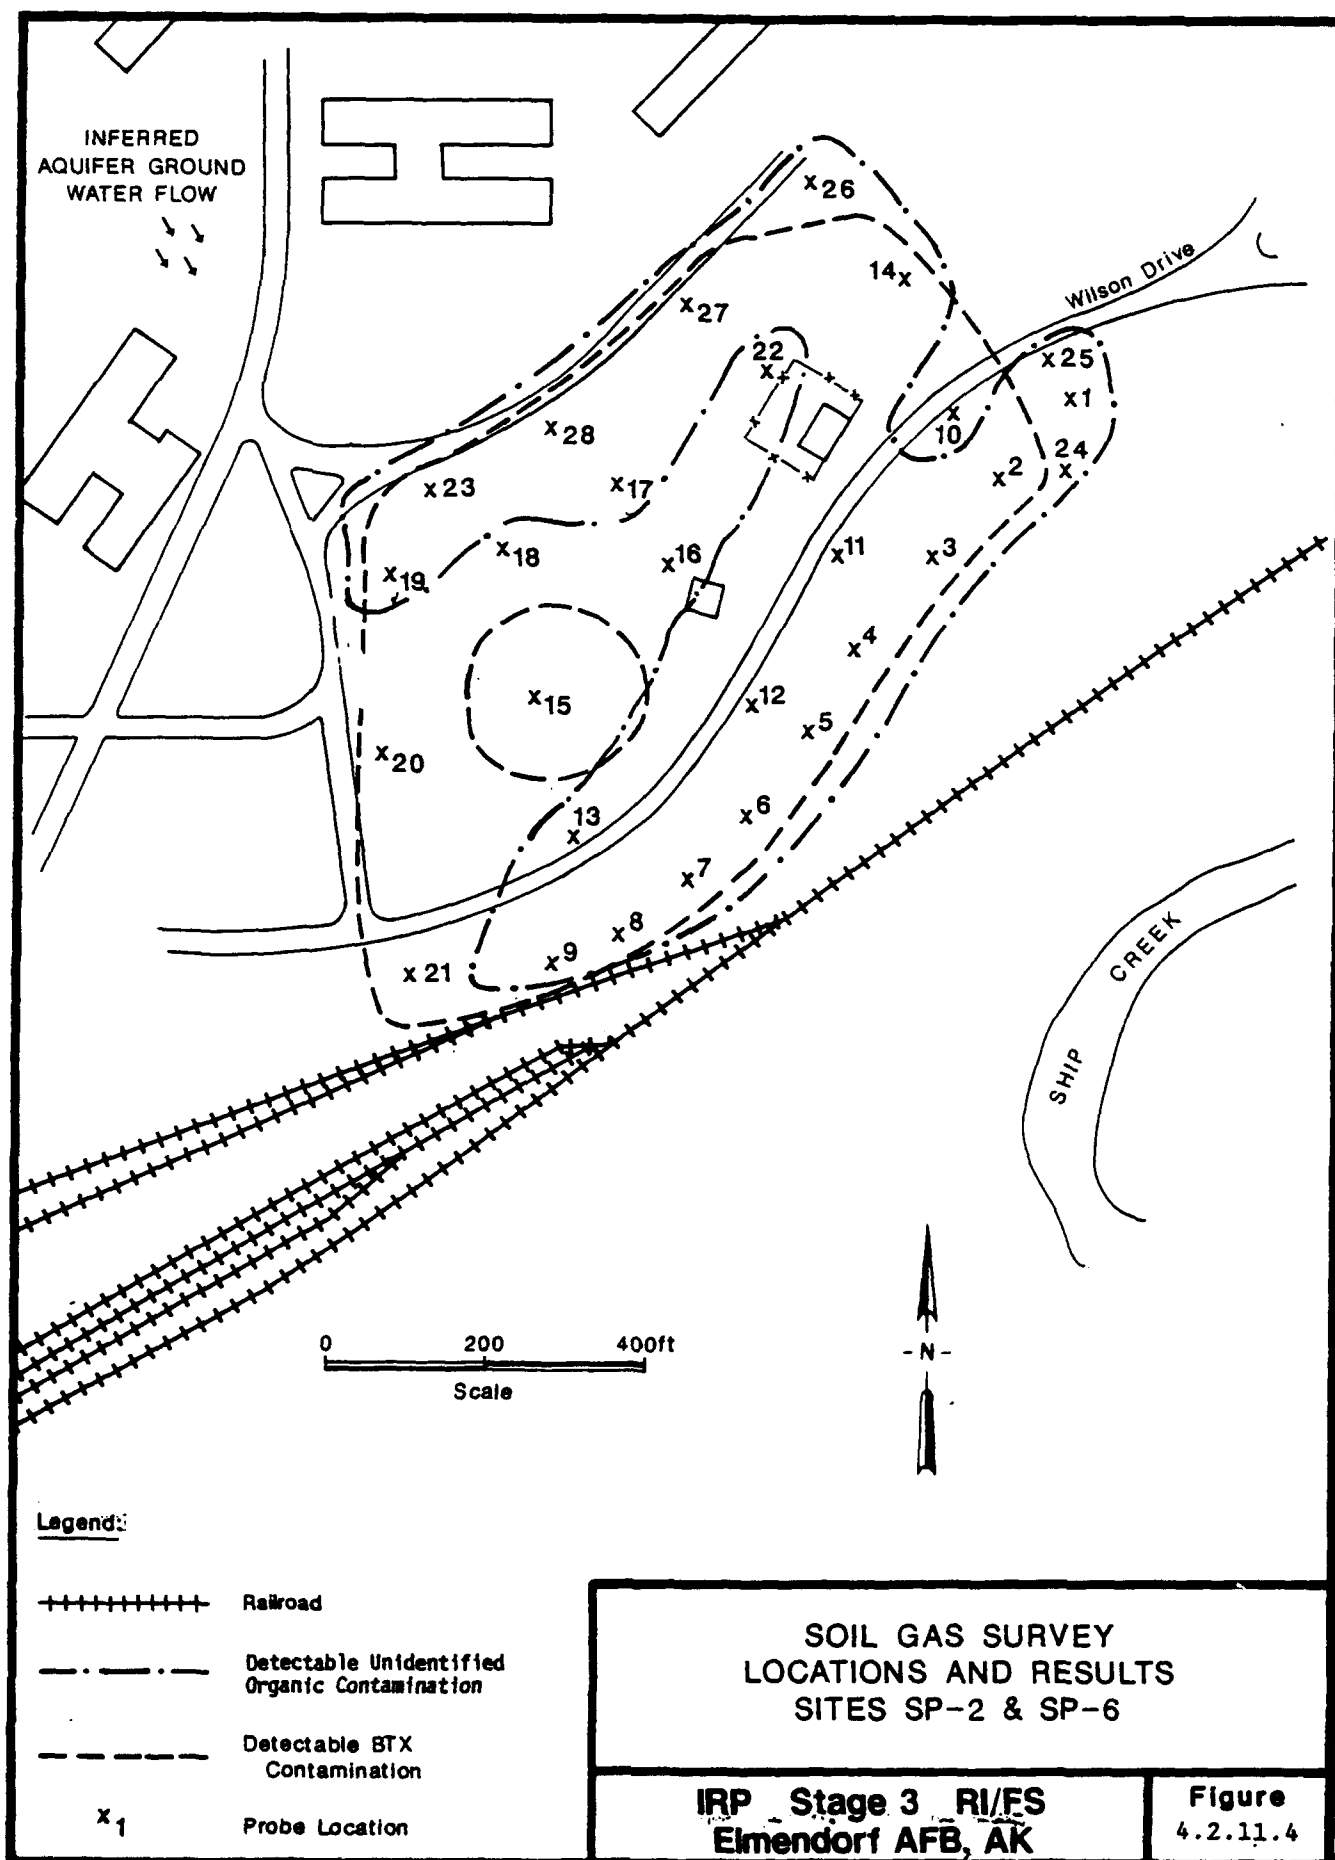 INFERRED
AQUIFER GROUND
WATER FLOW
x26
14x
Wilson Drive
x27
22
x
x25
x1
x
10
x28
x2
24
x
x23
x17
x18
x16
x11
x3
x19
x4
x15
x12
x5
x20
13
x
x6
x7
x8
x9
x21
SHIP CREEK
0 200 400ft
Scale
-N-
Legend:
Railroad
Detectable Unidentified
Organic Contamination
Detectable BTX
Contamination
x1 Probe Location
SOIL GAS SURVEY
LOCATIONS AND RESULTS
SITES SP-2 & SP-6
IRP Stage 3 RI/FS
Elmendorf AFB, AK
Figure
4.2.11.4